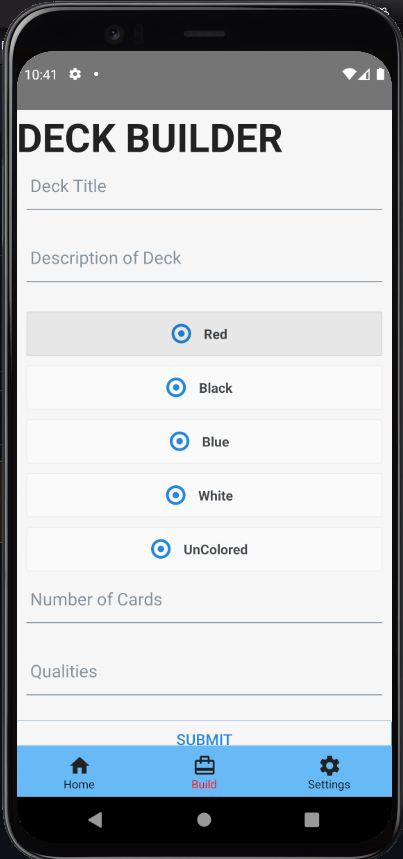 10:41
DECK BUILDER
Deck Title
Description of Deck
Red
Black
Blue
White
UnColored
Number of Cards
Qualities
SUBMIT
Home Build Settings